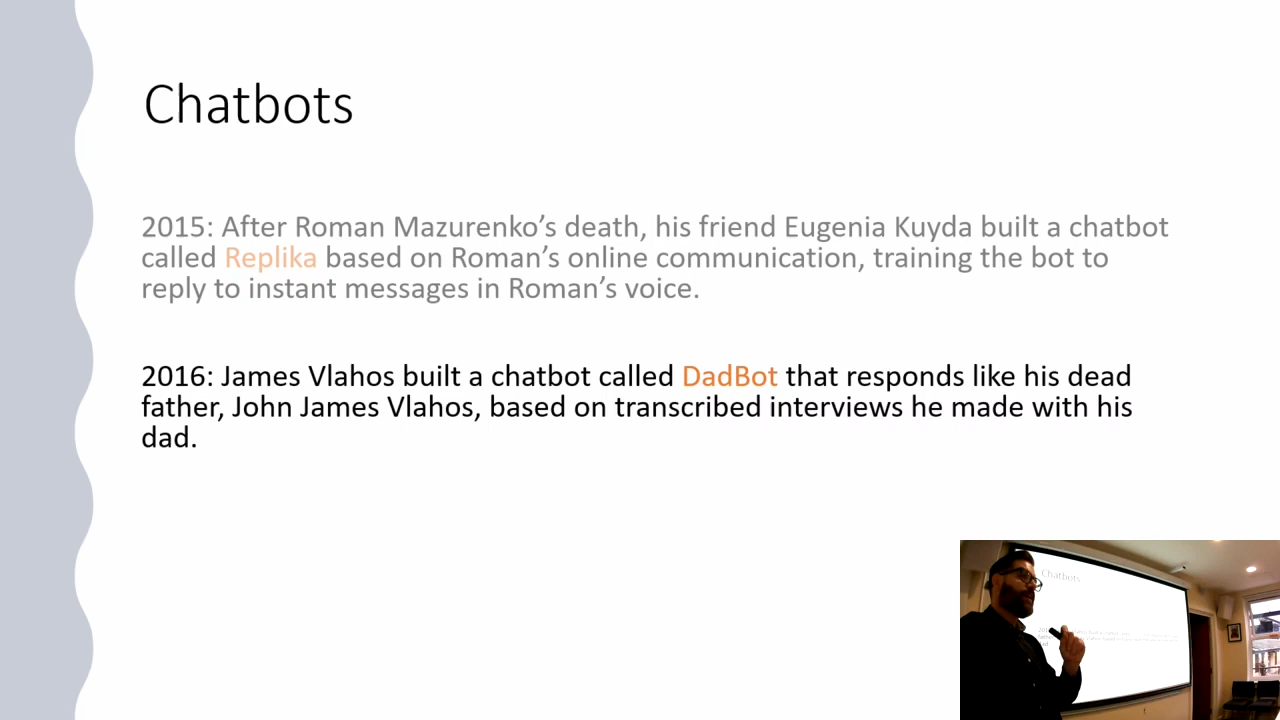 Chatbots
2015: After Roman Mazurenko’s death, his friend Eugenia Kuyda built a chatbot
called Replika based on Roman’s online communication, training the bot to
reply to instant messages in Roman’s voice.
2016: James Vlahos built a chatbot called DadBot that responds like his dead
father, John James Vlahos, based on transcribed interviews he made with his
dad.
Chatbots